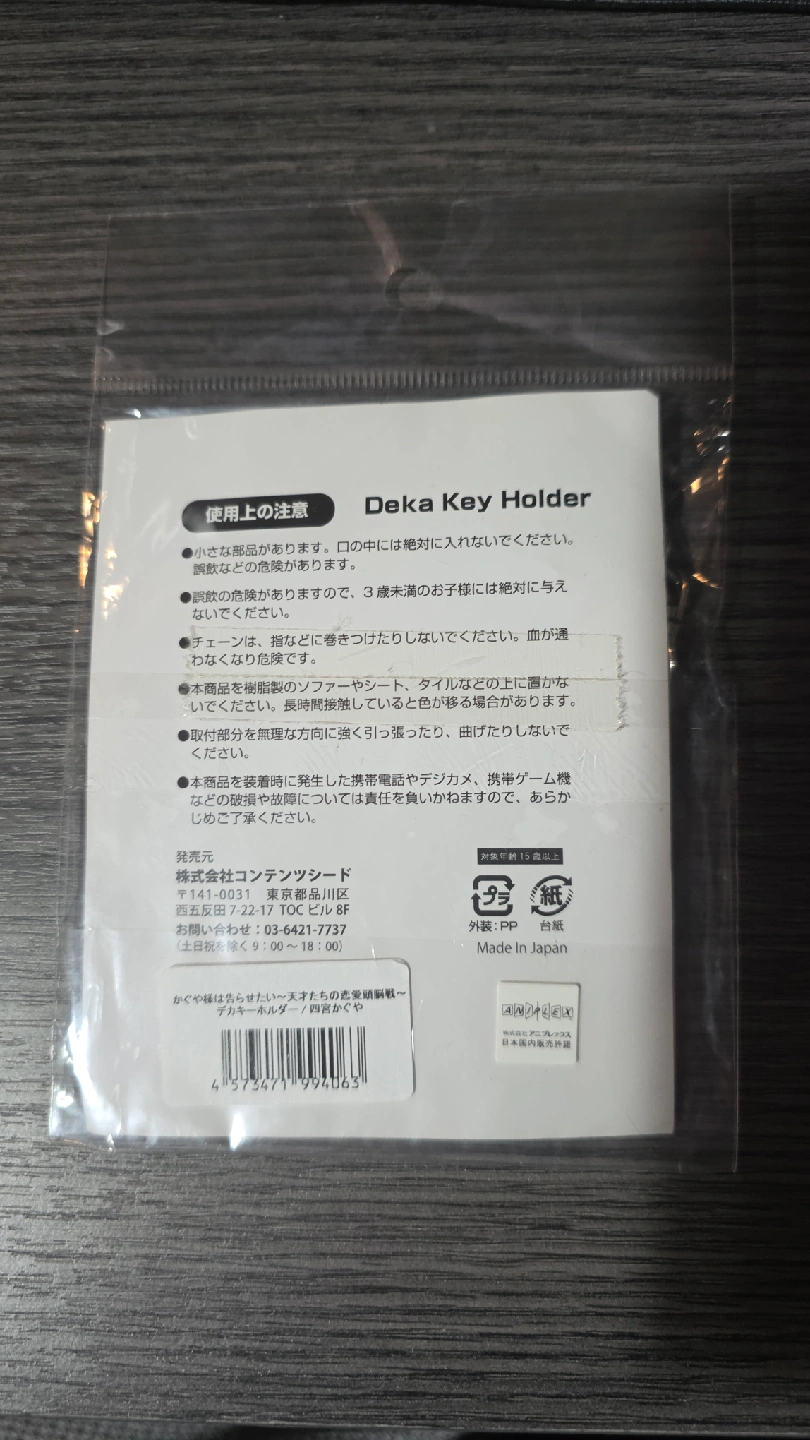 使用上の注意
Deka Key Holder
●小さな部品があります。口の中には絶対に入れないでください。
誤飲などの危険があります。
●誤飲の危険がありますので、3歳未満のお子様には絶対に与え
ないでください。
●チェーンは、指などに巻きつけたりしないでください。血が通
わなくなり危険です。
●本商品を樹脂製のソファーやシート、タイルなどの上に置かな
いでください。長時間接触していると色が移る場合があります。
●取付部分を無理な方向に強く引っ張ったり、曲げたりしないで
ください。
●本商品を装着時に発生した携帯電話やデジカメ、携帯ゲーム機
などの破損や故障については責任を負いかねますので、あらか
じめご了承ください。
発売元
株式会社コンテンツシード
〒141-0031 東京都品川区
西五反田 7-22-17 TOC ビル 8F
お問い合わせ：03-6421-7737
（土日祝を除く 9：00 〜 18：00）
対象年齢 15 歳以上
プラ
紙
外装：PP
台紙
Made In Japan
かぐや様は告らせたい〜天才たちの恋愛頭脳戦〜
デカキーホルダー / 四宮かぐや
4 573471 994063
ANIPLEX
株式会社アニプレックス
日本国内販売許諾